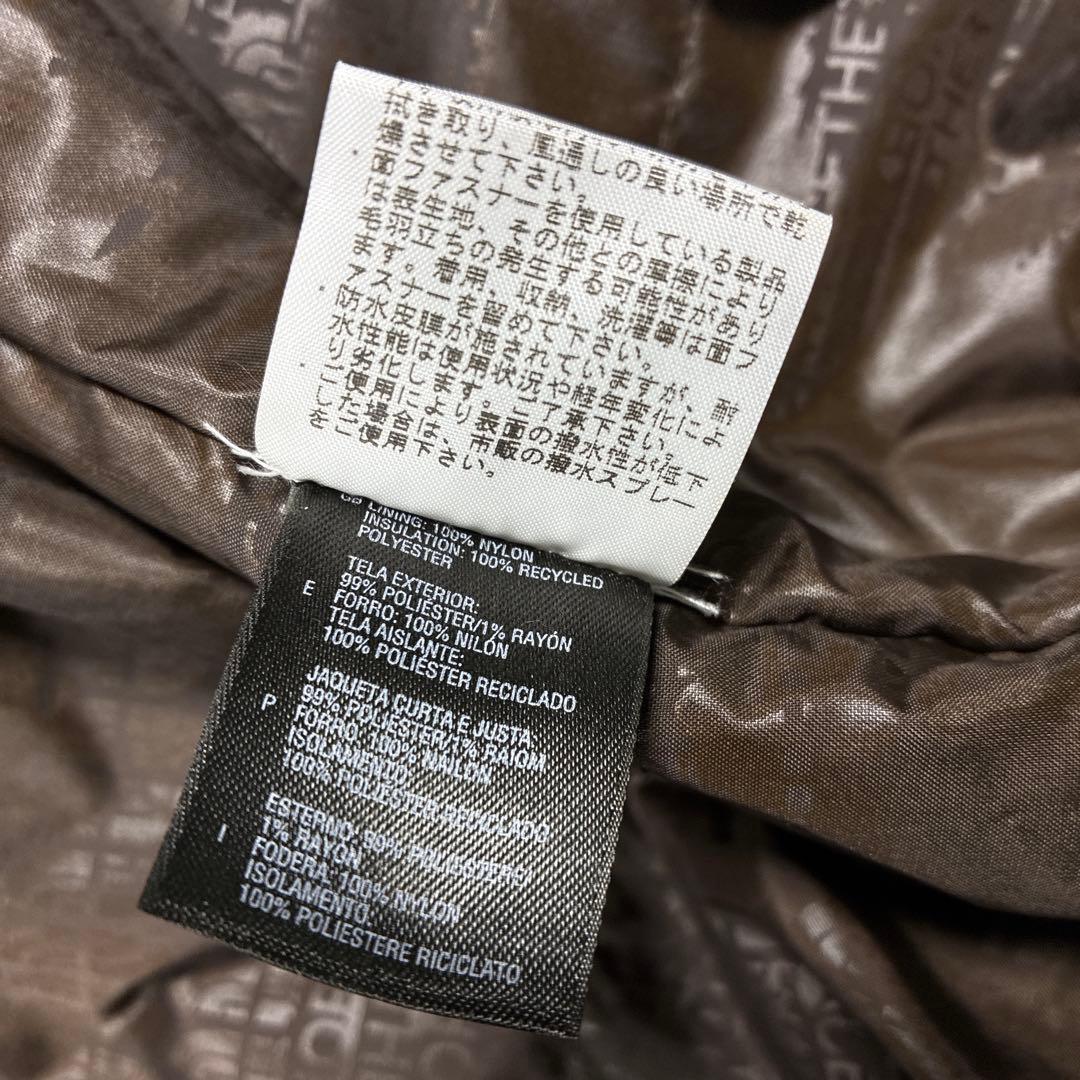 拭き取り、風通しの良い場所で乾
燥させて下さい。
・面ファスナーを使用している製品
は表生地、その他との摩擦により
毛羽立ちの発生する可能性があり
ます。着用、収納、洗濯等は面フ
ァスナーを留めて下さい。
・防水皮膜が施されていますが、耐
水性能は使用状況や経年変化によ
り劣化します。ご了承下さい。
・ご使用により表面の撥水性が低下
した場合は、市販の撥水スプレー
をご使用下さい。
GB LINING: 100% NYLON
INSULATION: 100% RECYCLED
POLYESTER
E TELA EXTERIOR:
99% POLIÉSTER/1% RAYÓN
FORRO: 100% NILÓN
TELA AISLANTE:
100% POLIÉSTER RECICLADO
P JAQUETA CURTA E JUSTA
99% POLIÉSTER/1% RAIOM
FORRO: 100% NAILON
ISOLAMENTO:
100% POLIÉSTER RECICLADO
I ESTERNO: 99% POLIESTERE/
1% RAYON
FODERA: 100% NYLON
ISOLAMENTO:
100% POLIESTERE RICICLATO
THE